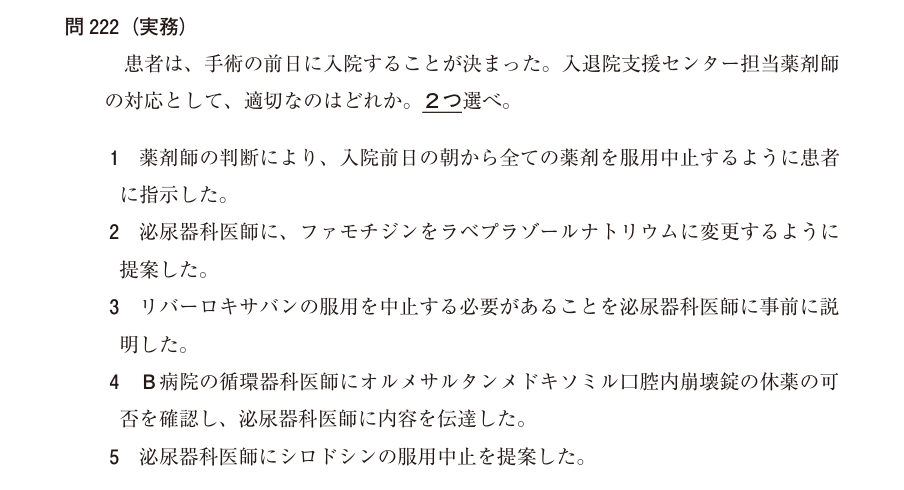 問 222（実務）
患者は、手術の前日に入院することが決まった。入退院支援センター担当薬剤師
の対応として、適切なのはどれか。２つ選べ。
1　薬剤師の判断により、入院前日の朝から全ての薬剤を服用中止するように患者
に指示した。
2　泌尿器科医師に、ファモチジンをラベプラゾールナトリウムに変更するように
提案した。
3　リバーロキサバンの服用を中止する必要があることを泌尿器科医師に事前に説
明した。
4　Ｂ病院の循環器科医師にオルメサルタンメドキソミル口腔内崩壊錠の休薬の可
否を確認し、泌尿器科医師に内容を伝達した。
5　泌尿器科医師にシロドシンの服用中止を提案した。